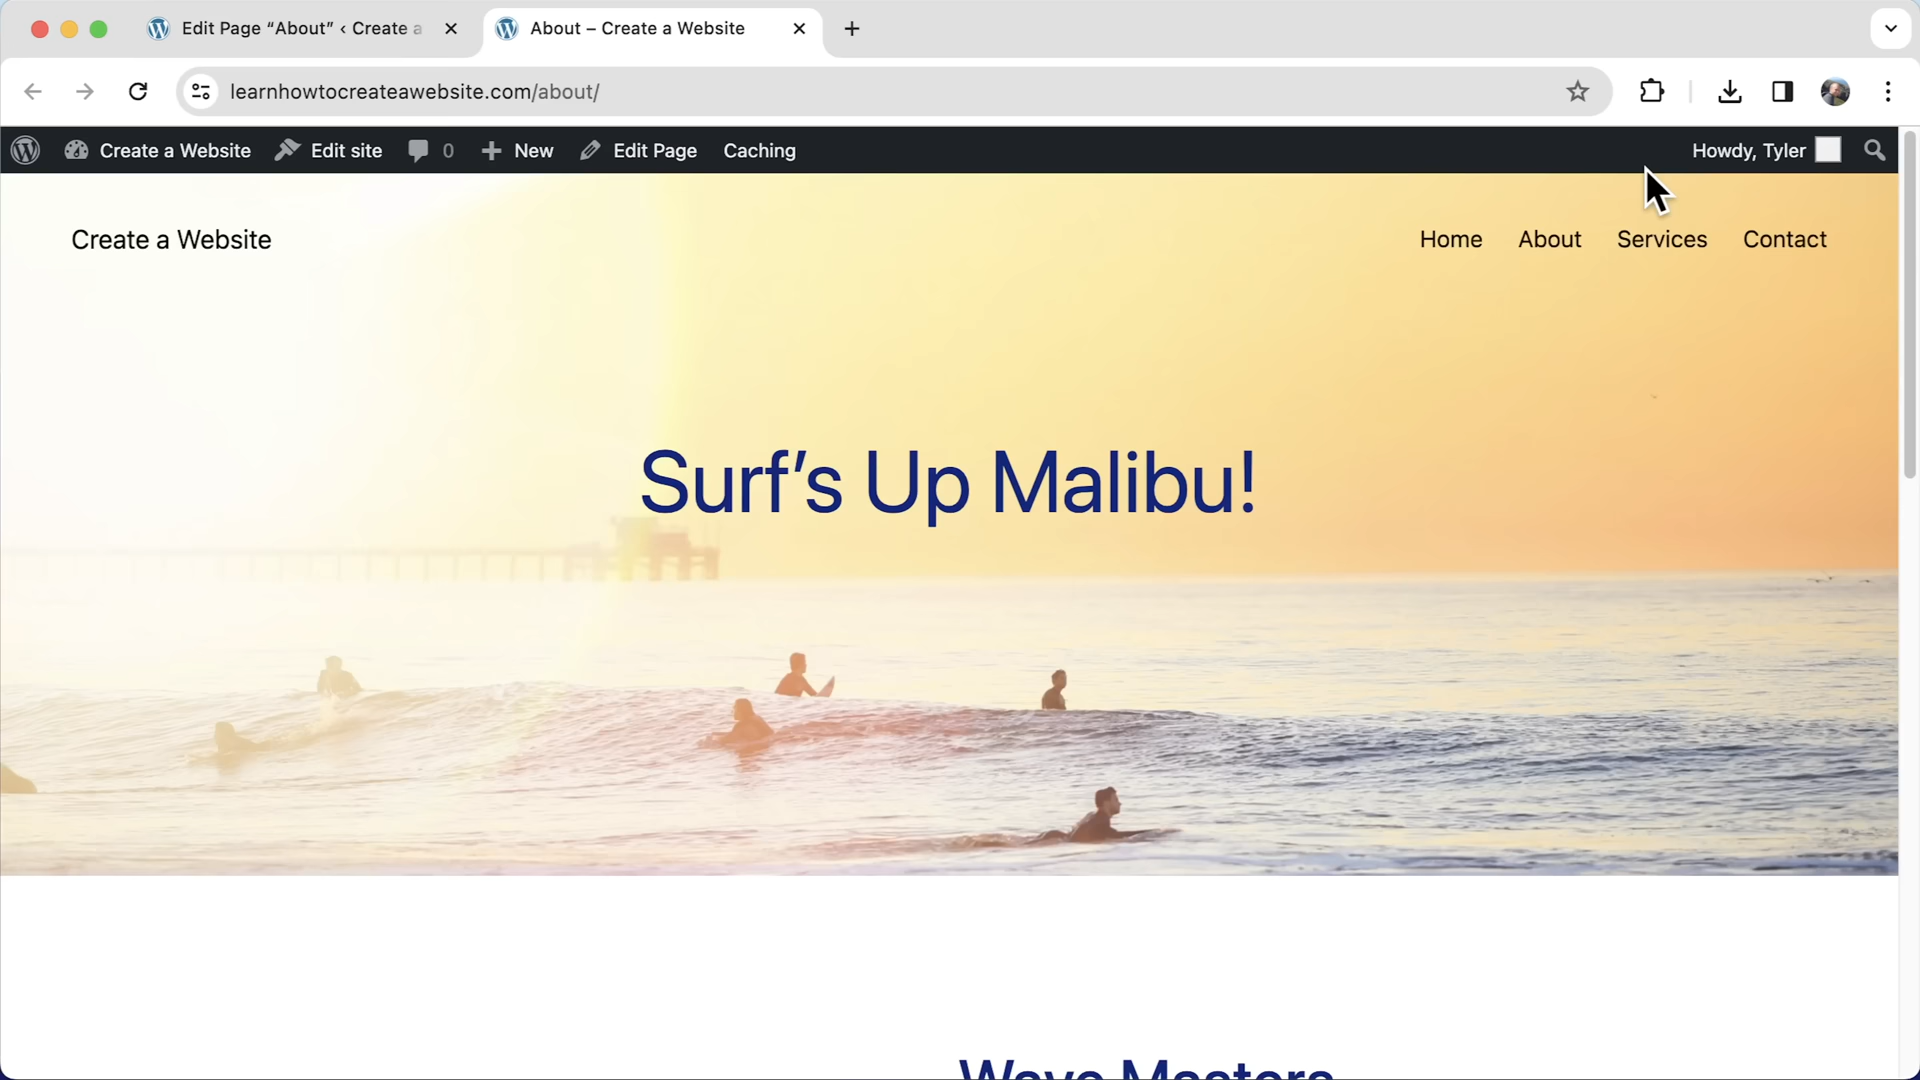 Edit Page “About” ‹ Create a
About – Create a Website
learnhowtocreateawebsite.com/about/
Create a Website
Edit site
0
New
Edit Page
Caching
Howdy, Tyler
Create a Website
Home
About
Services
Contact
Surf’s Up Malibu!
Wave Masters